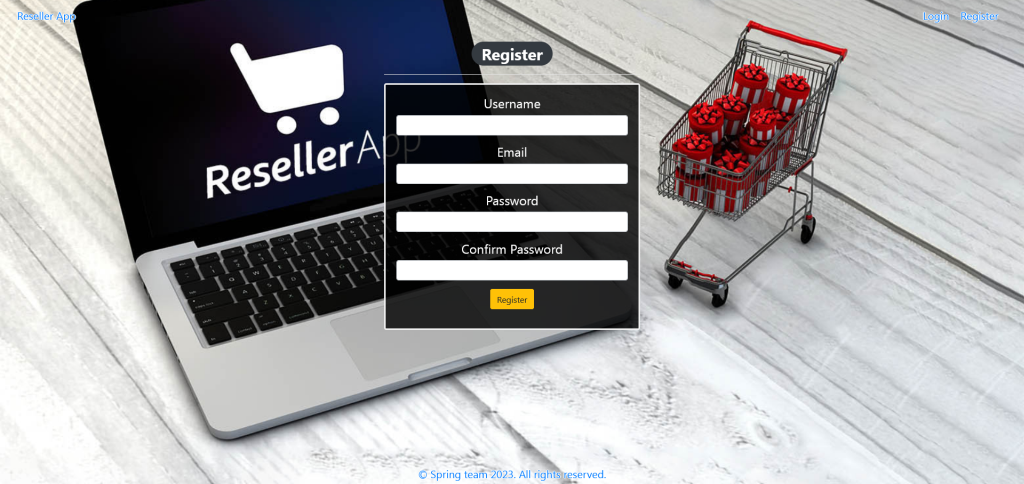 Reseller App
Login Register
Register
ResellerApp
Username
Email
Password
Confirm Password
Register
© Spring team 2023. All rights reserved.